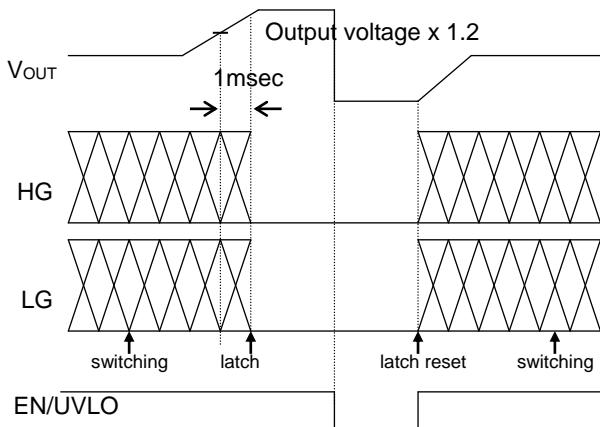 Output voltage x 1.2
VOUT
1msec
HG
LG
switching
latch
latch reset
switching
EN/UVLO